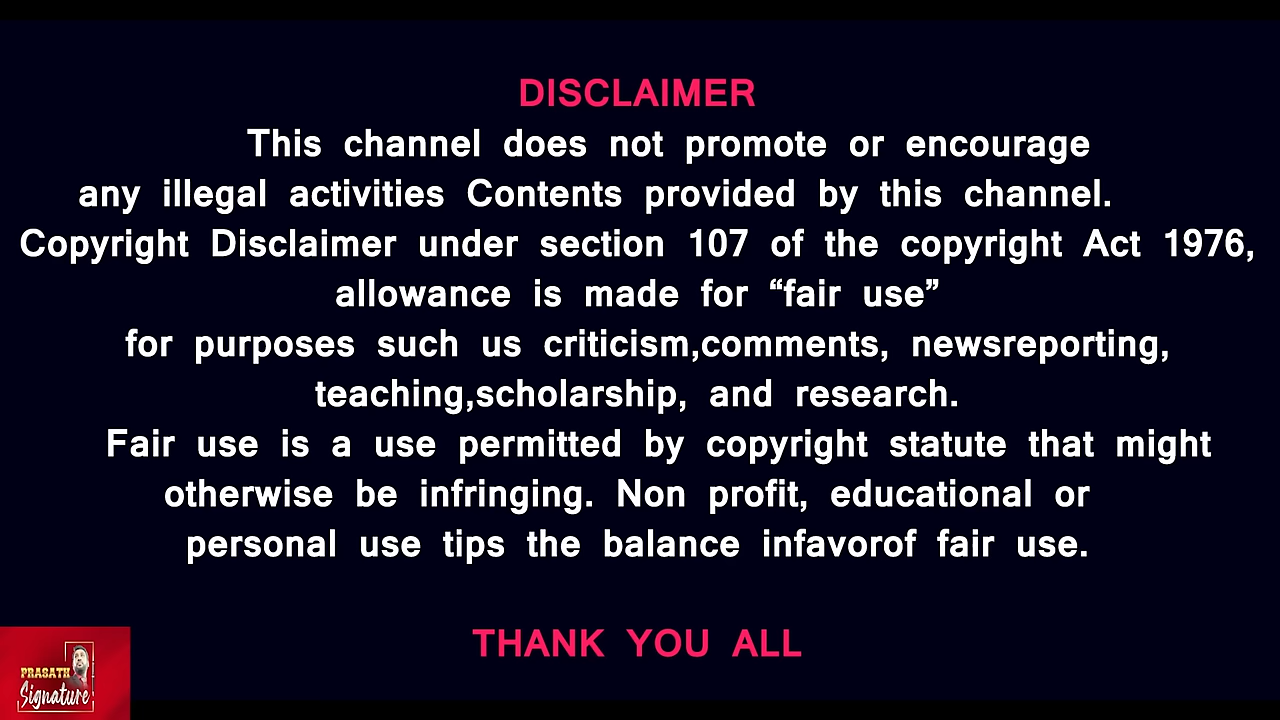 DISCLAIMER
This channel does not promote or encourage
any illegal activities Contents provided by this channel.
Copyright Disclaimer under section 107 of the copyright Act 1976,
allowance is made for “fair use”
for purposes such us criticism,comments, newsreporting,
teaching,scholarship, and research.
Fair use is a use permitted by copyright statute that might
otherwise be infringing. Non profit, educational or
personal use tips the balance infavorof fair use.
THANK YOU ALL
PRASATH
Signature